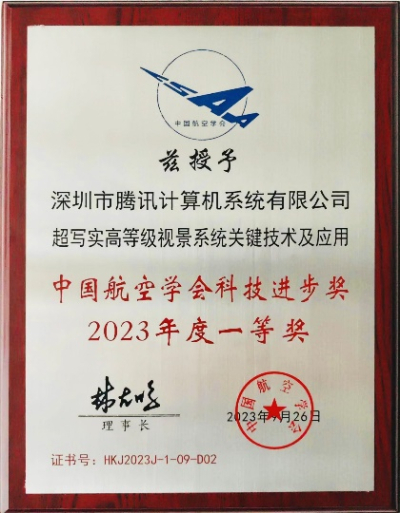 CSAA
中国航空学会
兹授予
深圳市腾讯计算机系统有限公司
超写实高等级视景系统关键技术及应用
中国航空学会科技进步奖
2023年度一等奖
理事长
2023年7月26日
中国航空学会
证书号：HKJ2023J-1-09-D02